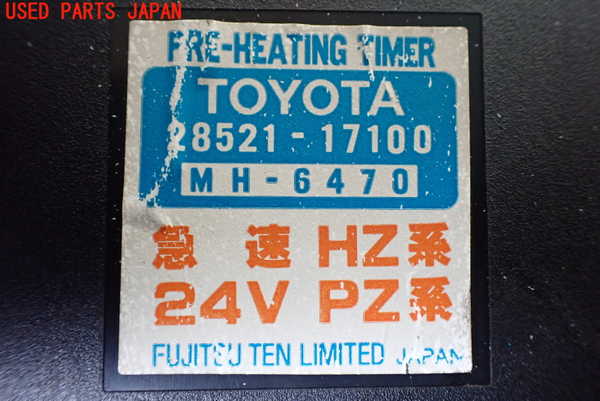 USED PARTS JAPAN
PRE-HEATING TIMER
TOYOTA
28521-17100
MH-6470
急速 HZ系
24V PZ系
FUJITSU TEN LIMITED JAPAN